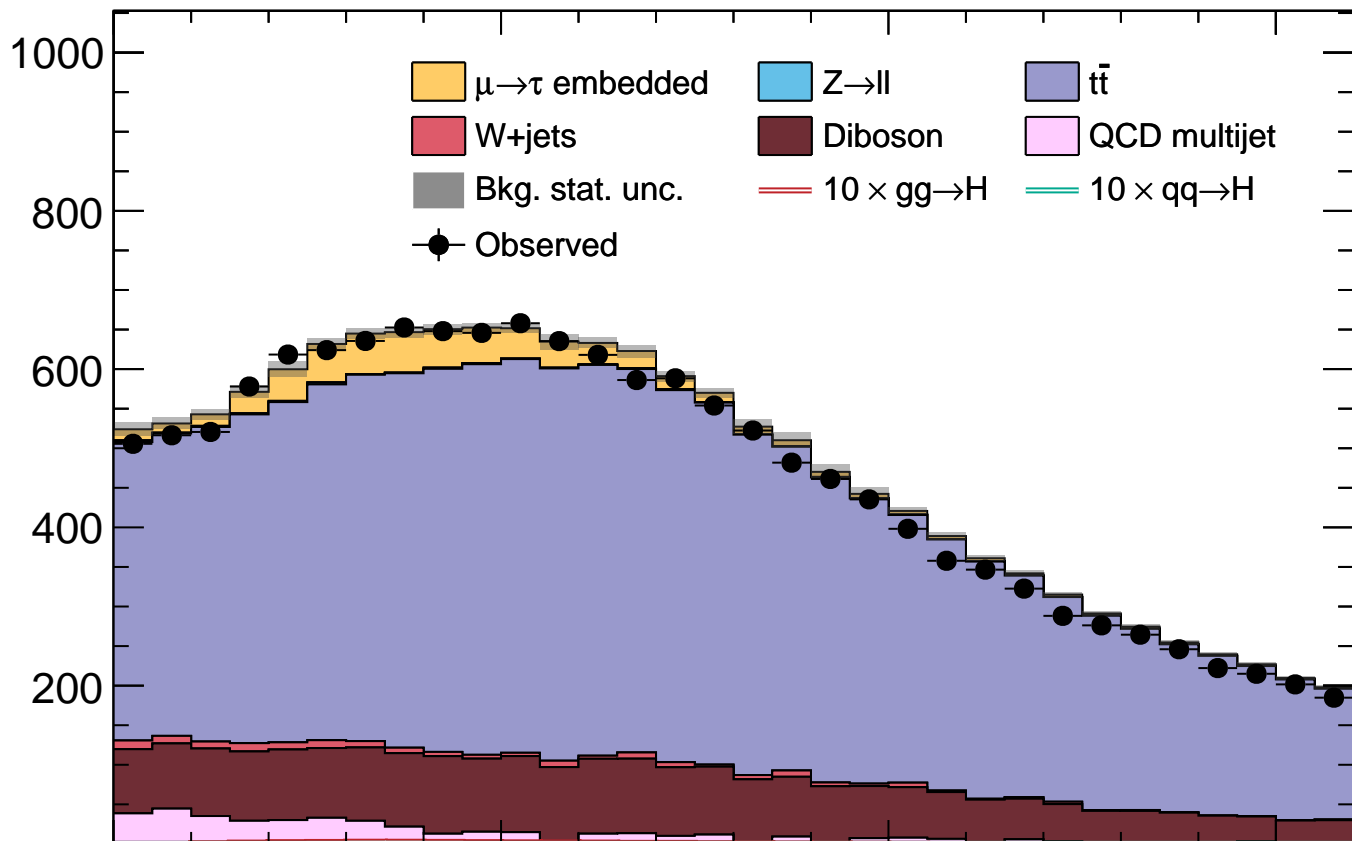 1000
μ→τ embedded Z→ll tt̄
W+jets Diboson QCD multijet
Bkg. stat. unc. 10 × gg→H 10 × qq→H
800
Observed
600
400
200